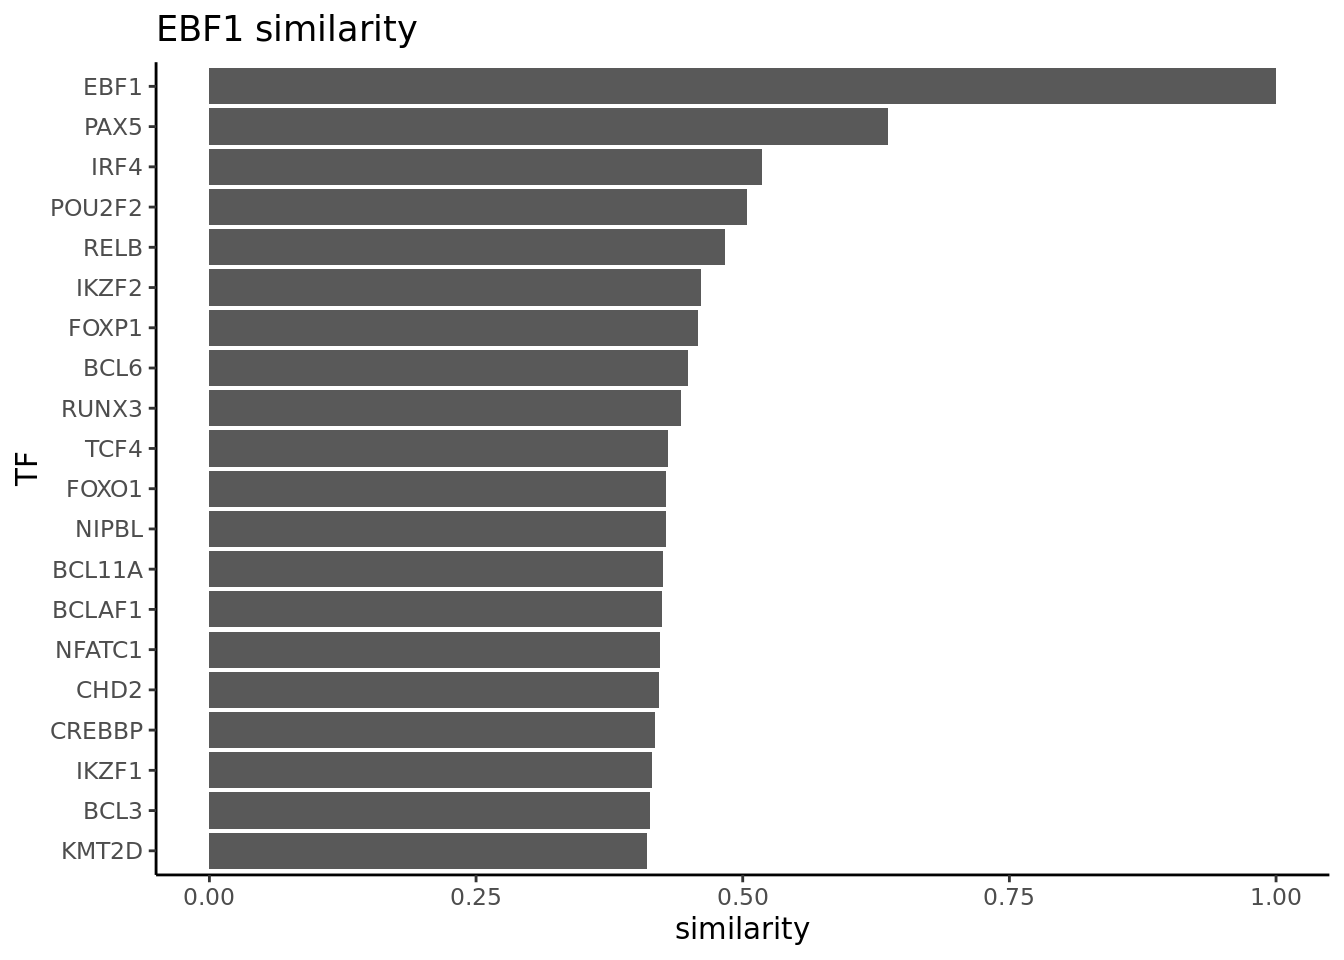 EBF1 similarity
EBF1
PAX5
IRF4
POU2F2
RELB
IKZF2
FOXP1
BCL6
RUNX3
TCF4
FOXO1
NIPBL
BCL11A
BCLAF1
NFATC1
CHD2
CREBBP
IKZF1
BCL3
KMT2D
TF
0.00 0.25 0.50 0.75 1.00
similarity